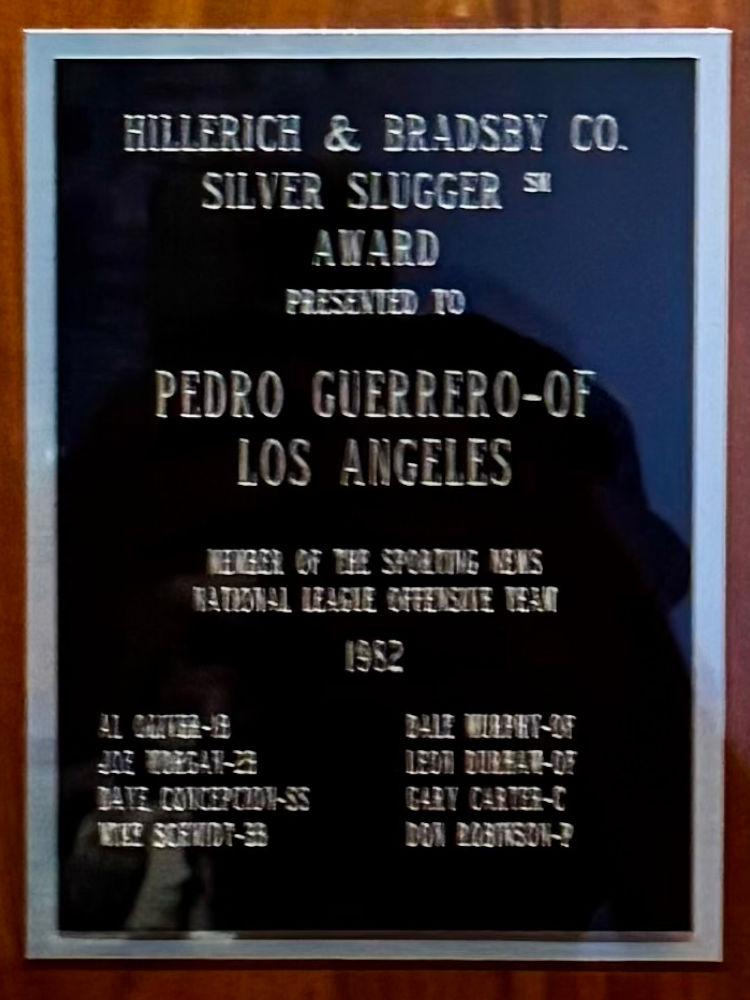 HILLERICH & BRADSBY CO.
SILVER SLUGGER SM
AWARD
PRESENTED TO
PEDRO GUERRERO-OF
LOS ANGELES
MEMBER OF THE SPORTING NEWS
NATIONAL LEAGUE OFFENSIVE TEAM
1982
AL OLIVER-1B
JOE MORGAN-2B
DAVE CONCEPCION-SS
MIKE SCHMIDT-3B
DALE MURPHY-OF
LEON DURHAM-OF
GARY CARTER-C
DON ROBINSON-P